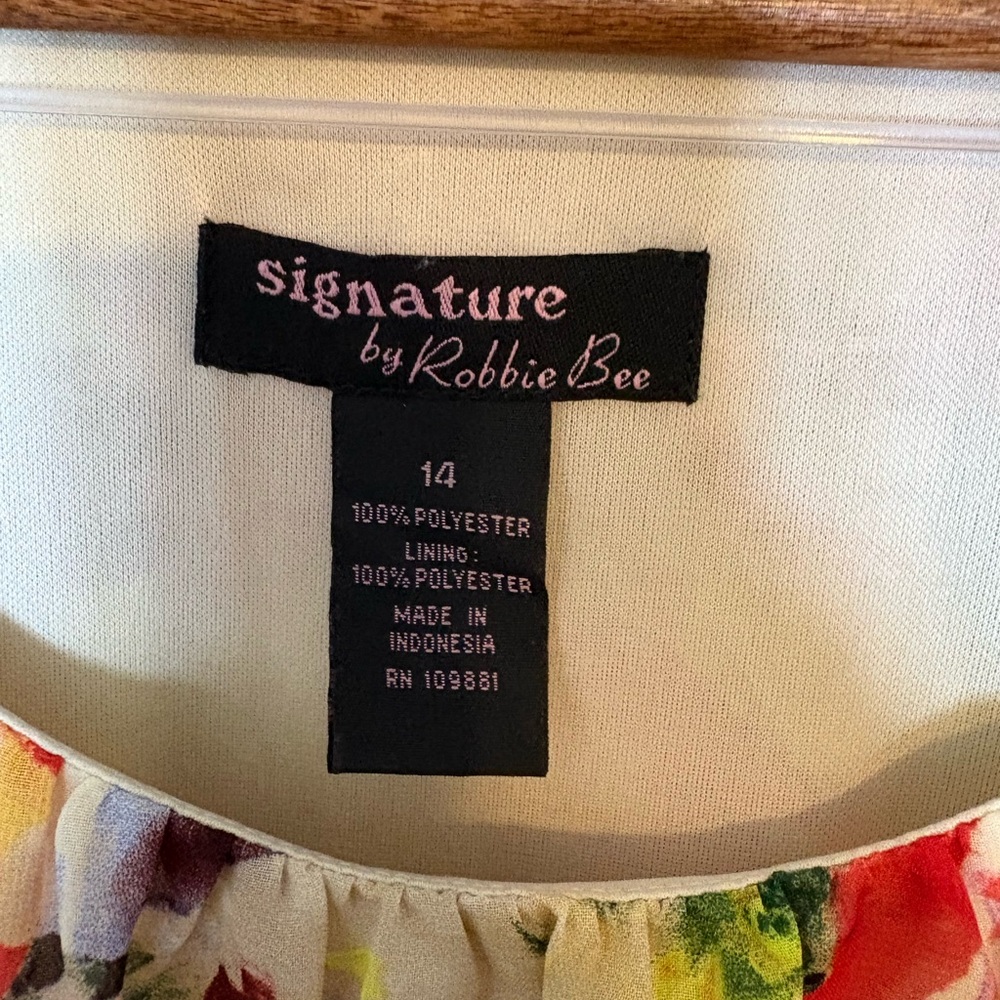 signature
by Robbie Bee
14
100% POLYESTER
LINING:
100% POLYESTER
MADE IN
INDONESIA
RN 109881